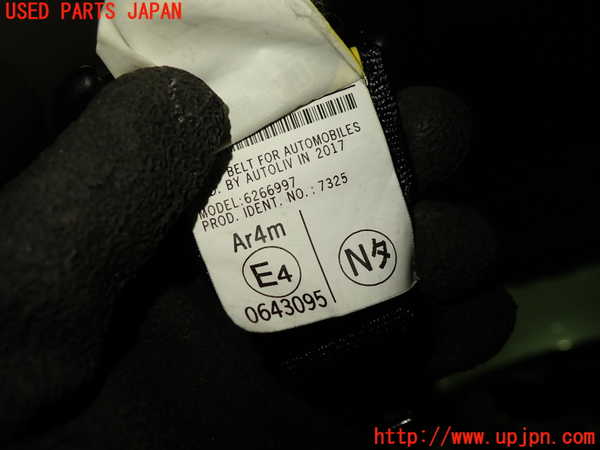 USED PARTS JAPAN
BELT FOR AUTOMOBILES
BY AUTOLIV IN 2017
MODEL:6266997
PROD. IDENT. NO.:7325
Ar4m
E4
Nタ
0643095
http://www.upjpn.com/